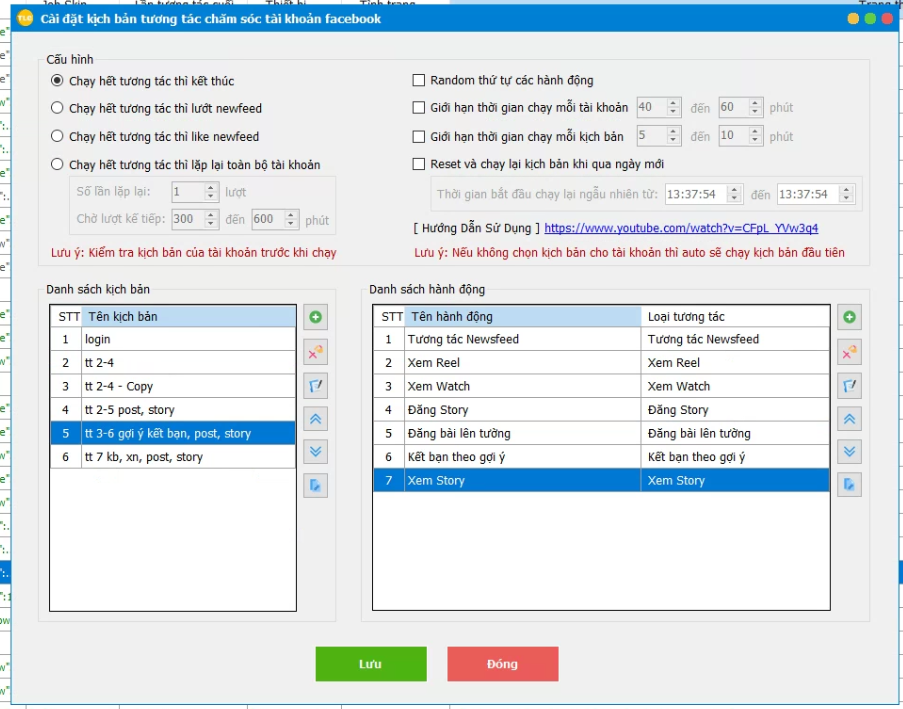 Cài đặt kịch bản tương tác chăm sóc tài khoản facebook
Cấu hình
Chạy hết tương tác thì kết thúc
Chạy hết tương tác thì lướt newfeed
Chạy hết tương tác thì like newfeed
Chạy hết tương tác thì lặp lại toàn bộ tài khoản
Số lần lặp lại: 1 lượt
Chờ lượt kế tiếp: 300 đến 600 phút
Lưu ý: Kiểm tra kịch bản của tài khoản trước khi chạy
Random thứ tự các hành động
Giới hạn thời gian chạy mỗi tài khoản 40 đến 60 phút
Giới hạn thời gian chạy mỗi kịch bản 5 đến 10 phút
Reset và chạy lại kịch bản khi qua ngày mới
Thời gian bắt đầu chạy lại ngẫu nhiên từ: 13:37:54 đến 13:37:54
[ Hướng Dẫn Sử Dụng ] https://www.youtube.com/watch?v=CFpL_YVw3q4
Lưu ý: Nếu không chọn kịch bản cho tài khoản thì auto sẽ chạy kịch bản đầu tiên
Danh sách kịch bản
STT Tên kịch bản
1 login
2 tt 2-4
3 tt 2-4 - Copy
4 tt 2-5 post, story
5 tt 3-6 gợi ý kết bạn, post, story
6 tt 7 kb, xn, post, story
Danh sách hành động
STT Tên hành động Loại tương tác
1 Tương tác Newsfeed Tương tác Newsfeed
2 Xem Reel Xem Reel
3 Xem Watch Xem Watch
4 Đăng Story Đăng Story
5 Đăng bài lên tường Đăng bài lên tường
6 Kết bạn theo gợi ý Kết bạn theo gợi ý
7 Xem Story Xem Story
Lưu Đóng